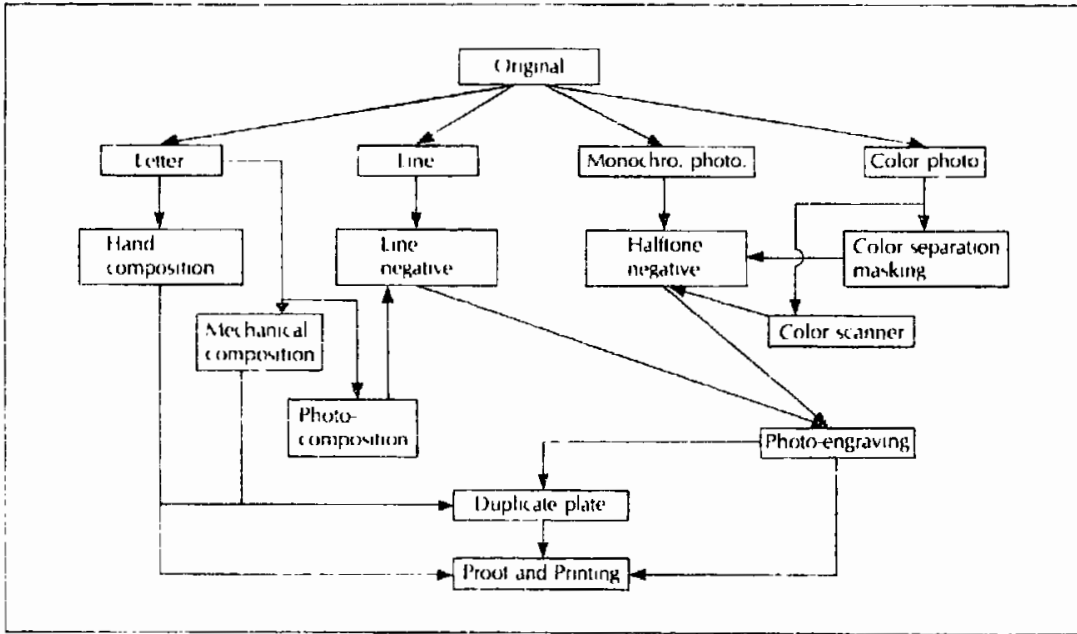 Original
Letter
Line
Monochro. photo.
Color photo
Hand
composition
Line
negative
Halftone
negative
Color separation
masking
Mechanical
composition
Color scanner
Photo-
composition
Photo-engraving
Duplicate plate
Proof and Printing